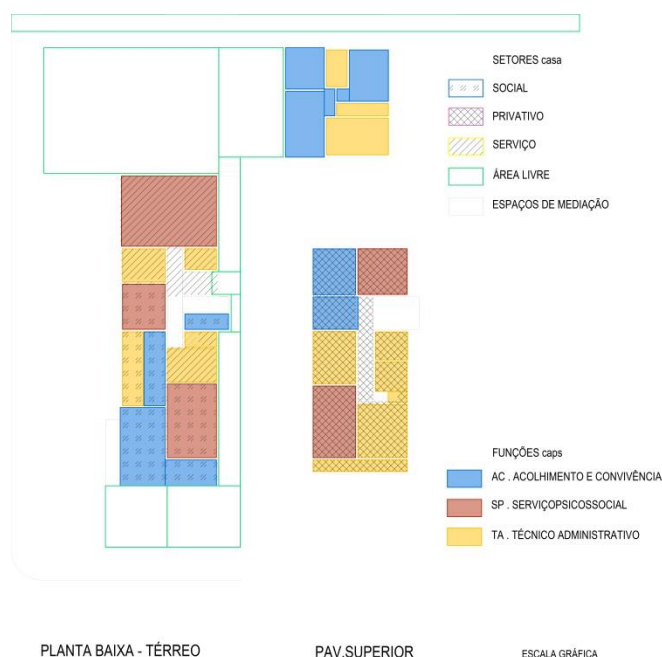 SETORES casa
SOCIAL
PRIVATIVO
SERVIÇO
ÁREA LIVRE
ESPAÇOS DE MEDIAÇÃO
FUNÇÕES caps
AC . ACOLHIMENTO E CONVIVÊNCIA
SP . SERVIÇOPSICOSSOCIAL
TA . TÉCNICO ADMINISTRATIVO
PLANTA BAIXA - TÉRREO
PAV.SUPERIOR
ESCALA GRÁFICA